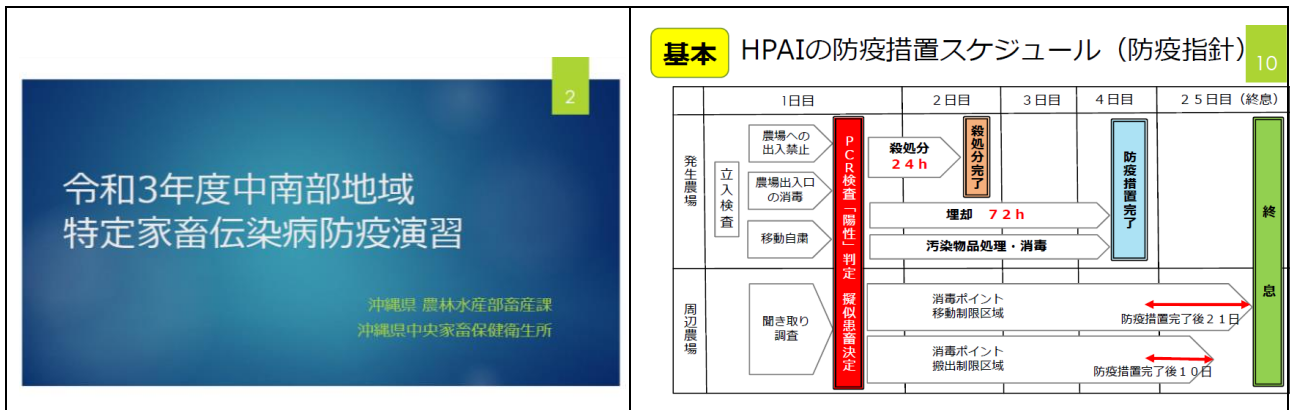 2
令和3年度中南部地域
特定家畜伝染病防疫演習
沖縄県 農林水産部畜産課
沖縄県中央家畜保健衛生所
基本
HPAIの防疫措置スケジュール（防疫指針）
10
1日目
２日目
３日目
４日目
２５日目（終息）
発生農場
立入検査
農場への
出入禁止
農場出入口
の消毒
移動自粛
PCR検査「陽性」判定 擬似患畜決定
殺処分
２４ｈ
殺処分完了
埋却 ７２ｈ
汚染物品処理・消毒
防疫措置完了
終息
周辺農場
聞き取り
調査
消毒ポイント
移動制限区域
防疫措置完了後２１日
消毒ポイント
搬出制限区域
防疫措置完了後１０日